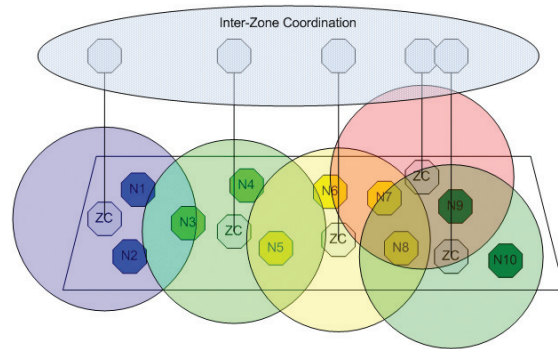 Inter-Zone Coordination
N1
N4
N6
N7
ZC
N9
ZC
N3
ZC
N5
ZC
N8
N2
ZC
N10